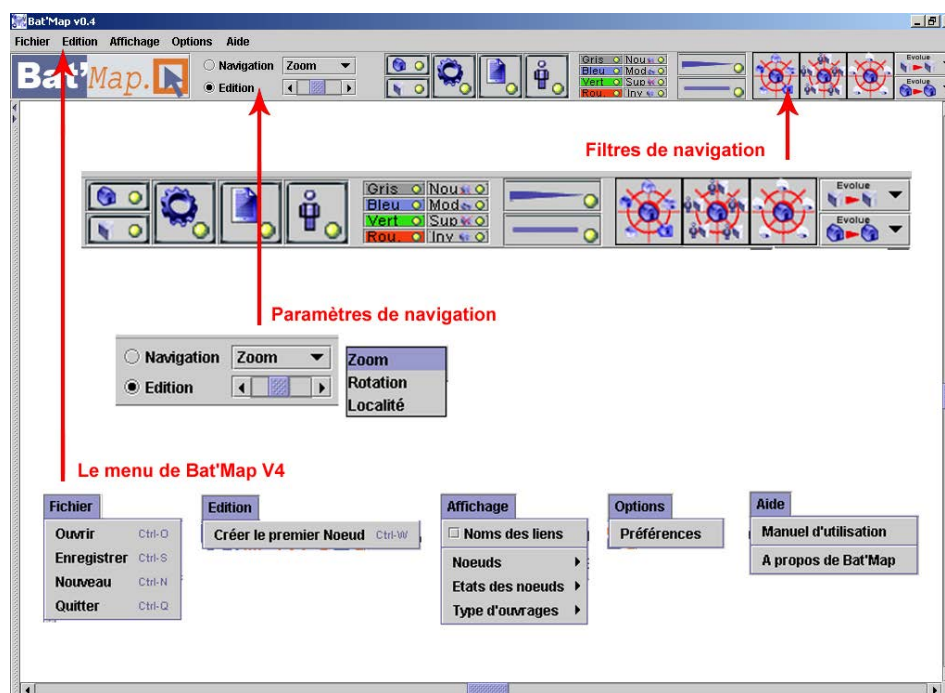 Bat'Map v0.4
Fichier Edition Affichage Options Aide
Bat'Map.
Navigation Zoom
Edition
Gris Nou
Bleu Mod
Vert Sup
Rou. Inv
Evolue
Evolue
Filtres de navigation
Gris Nou
Bleu Mod
Vert Sup
Rou. Inv
Evolue
Evolue
Paramètres de navigation
Navigation Zoom
Edition
Zoom
Rotation
Localité
Le menu de Bat'Map V4
Fichier
Ouvrir Ctrl-O
Enregistrer Ctrl-S
Nouveau Ctrl-N
Quitter Ctrl-Q
Edition
Créer le premier Noeud Ctrl-W
Affichage
Noms des liens
Noeuds
Etats des noeuds
Type d'ouvrages
Options
Préférences
Aide
Manuel d'utilisation
A propos de Bat'Map